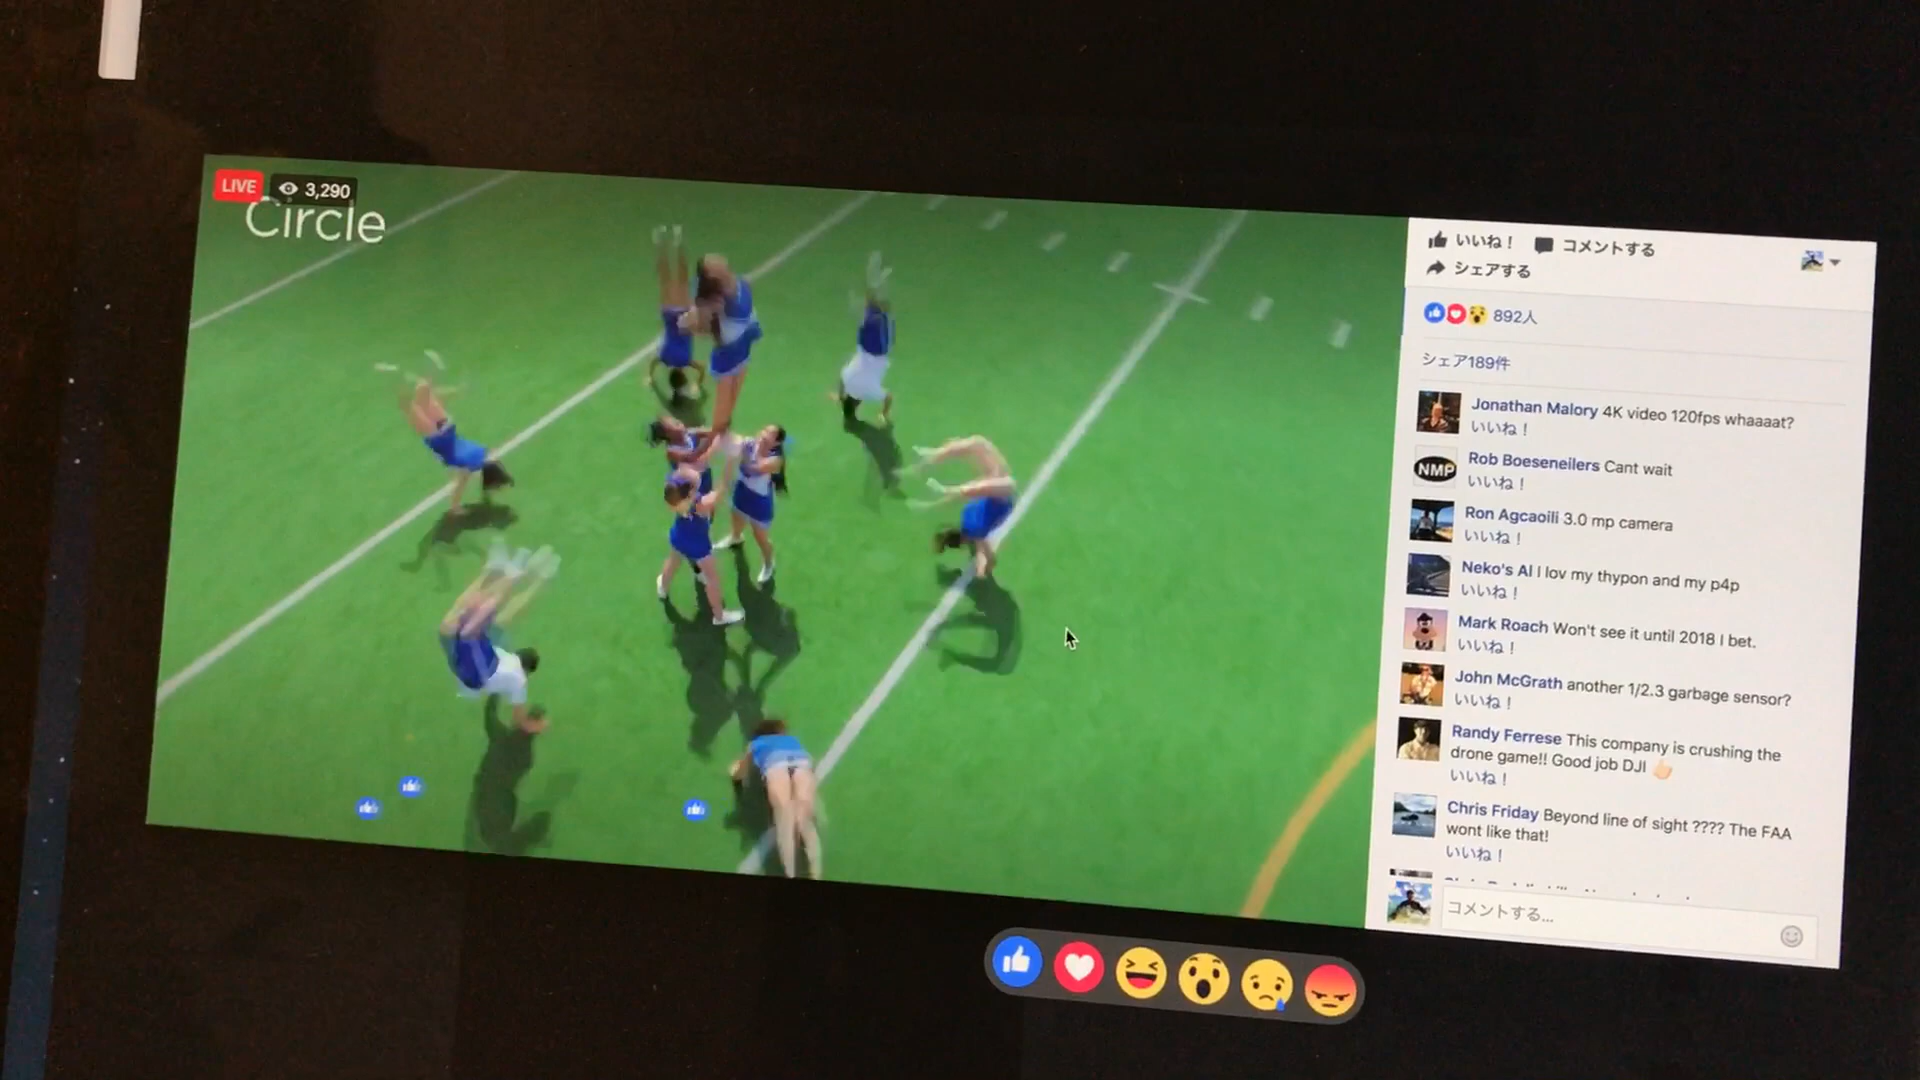 LIVE 3,290
Circle
いいね！ コメントする
シェアする
892人
シェア189件
Jonathan Malory 4K video 120fps whaaaat?
いいね！
NMP
Rob Boeseneilers Cant wait
いいね！
Ron Agcaoili 3.0 mp camera
いいね！
Neko's Al I lov my thypon and my p4p
いいね！
Mark Roach Won't see it until 2018 I bet.
いいね！
John McGrath another 1/2.3 garbage sensor?
いいね！
Randy Ferrese This company is crushing the
drone game!! Good job DJI
いいね！
Chris Friday Beyond line of sight ???? The FAA
wont like that!
いいね！
コメントする...